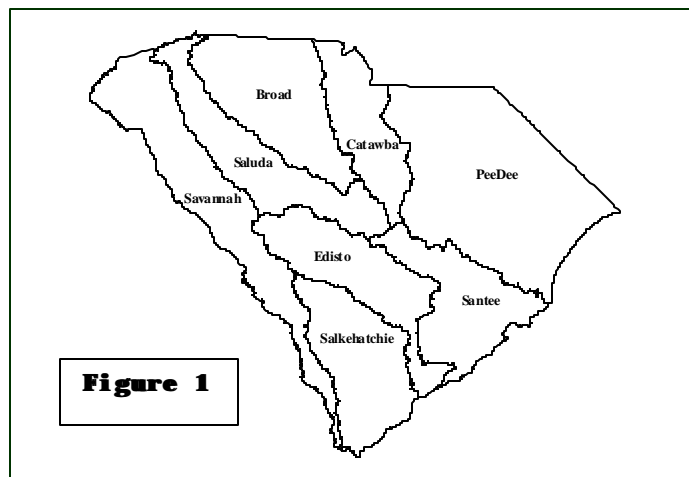 Broad
Catawba
Saluda
PeeDee
Savannah
Edisto
Santee
Salkehatchie
Figure 1